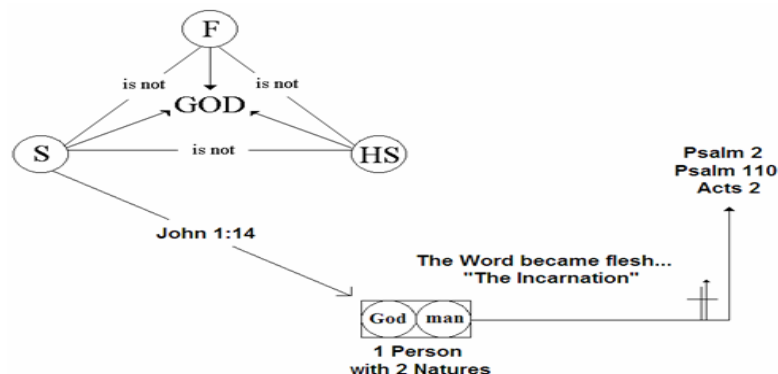 F
is not
is not
GOD
S
is not
HS
Psalm 2
Psalm 110
Acts 2
John 1:14
The Word became flesh...
"The Incarnation"
God
man
1 Person
with 2 Natures